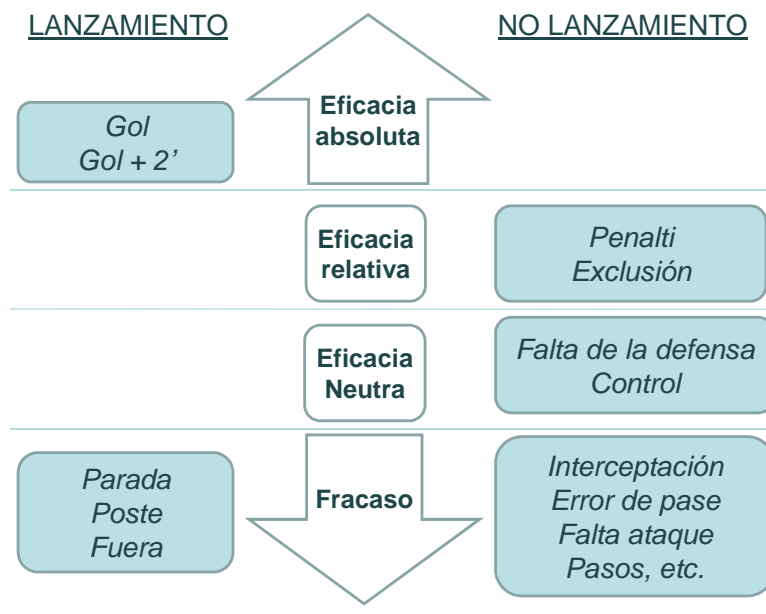 LANZAMIENTO
NO LANZAMIENTO
Eficacia
absoluta
Gol
Gol + 2’
Eficacia
relativa
Penalti
Exclusión
Eficacia
Neutra
Falta de la defensa
Control
Parada
Poste
Fuera
Fracaso
Interceptación
Error de pase
Falta ataque
Pasos, etc.